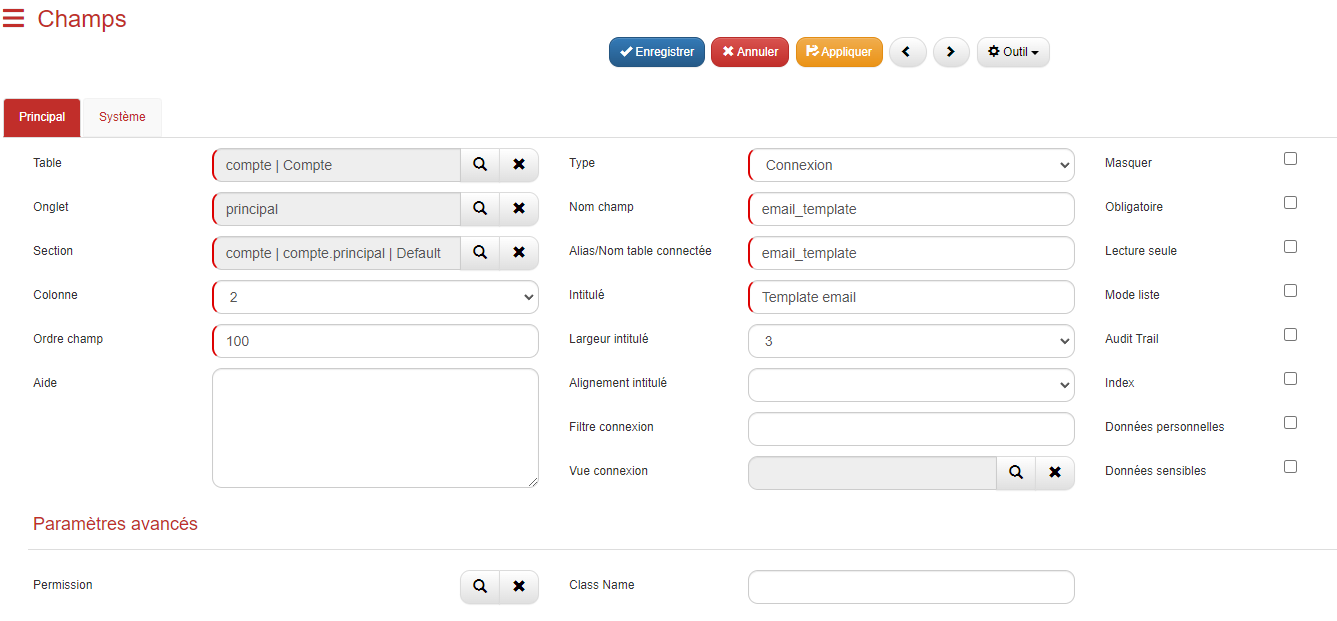 Champs
Enregistrer Annuler Appliquer Outil
Principal Système
Table compte | Compte Type Connexion Masquer
Onglet principal Nom champ email_template Obligatoire
Section compte | compte.principal | Default Alias/Nom table connectée email_template Lecture seule
Colonne 2 Intitulé Template email Mode liste
Ordre champ 100 Largeur intitulé 3 Audit Trail
Aide Alignement intitulé Index
Filtre connexion Données personnelles
Vue connexion Données sensibles
Paramètres avancés
Permission Class Name